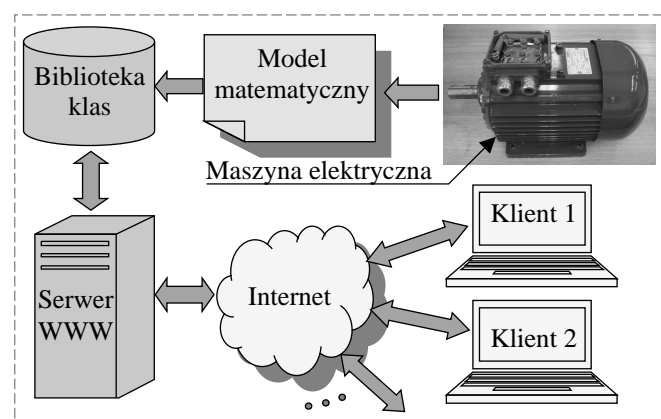 Biblioteka
klas
Model
matematyczny
Maszyna elektryczna
Serwer
WWW
Internet
Klient 1
Klient 2